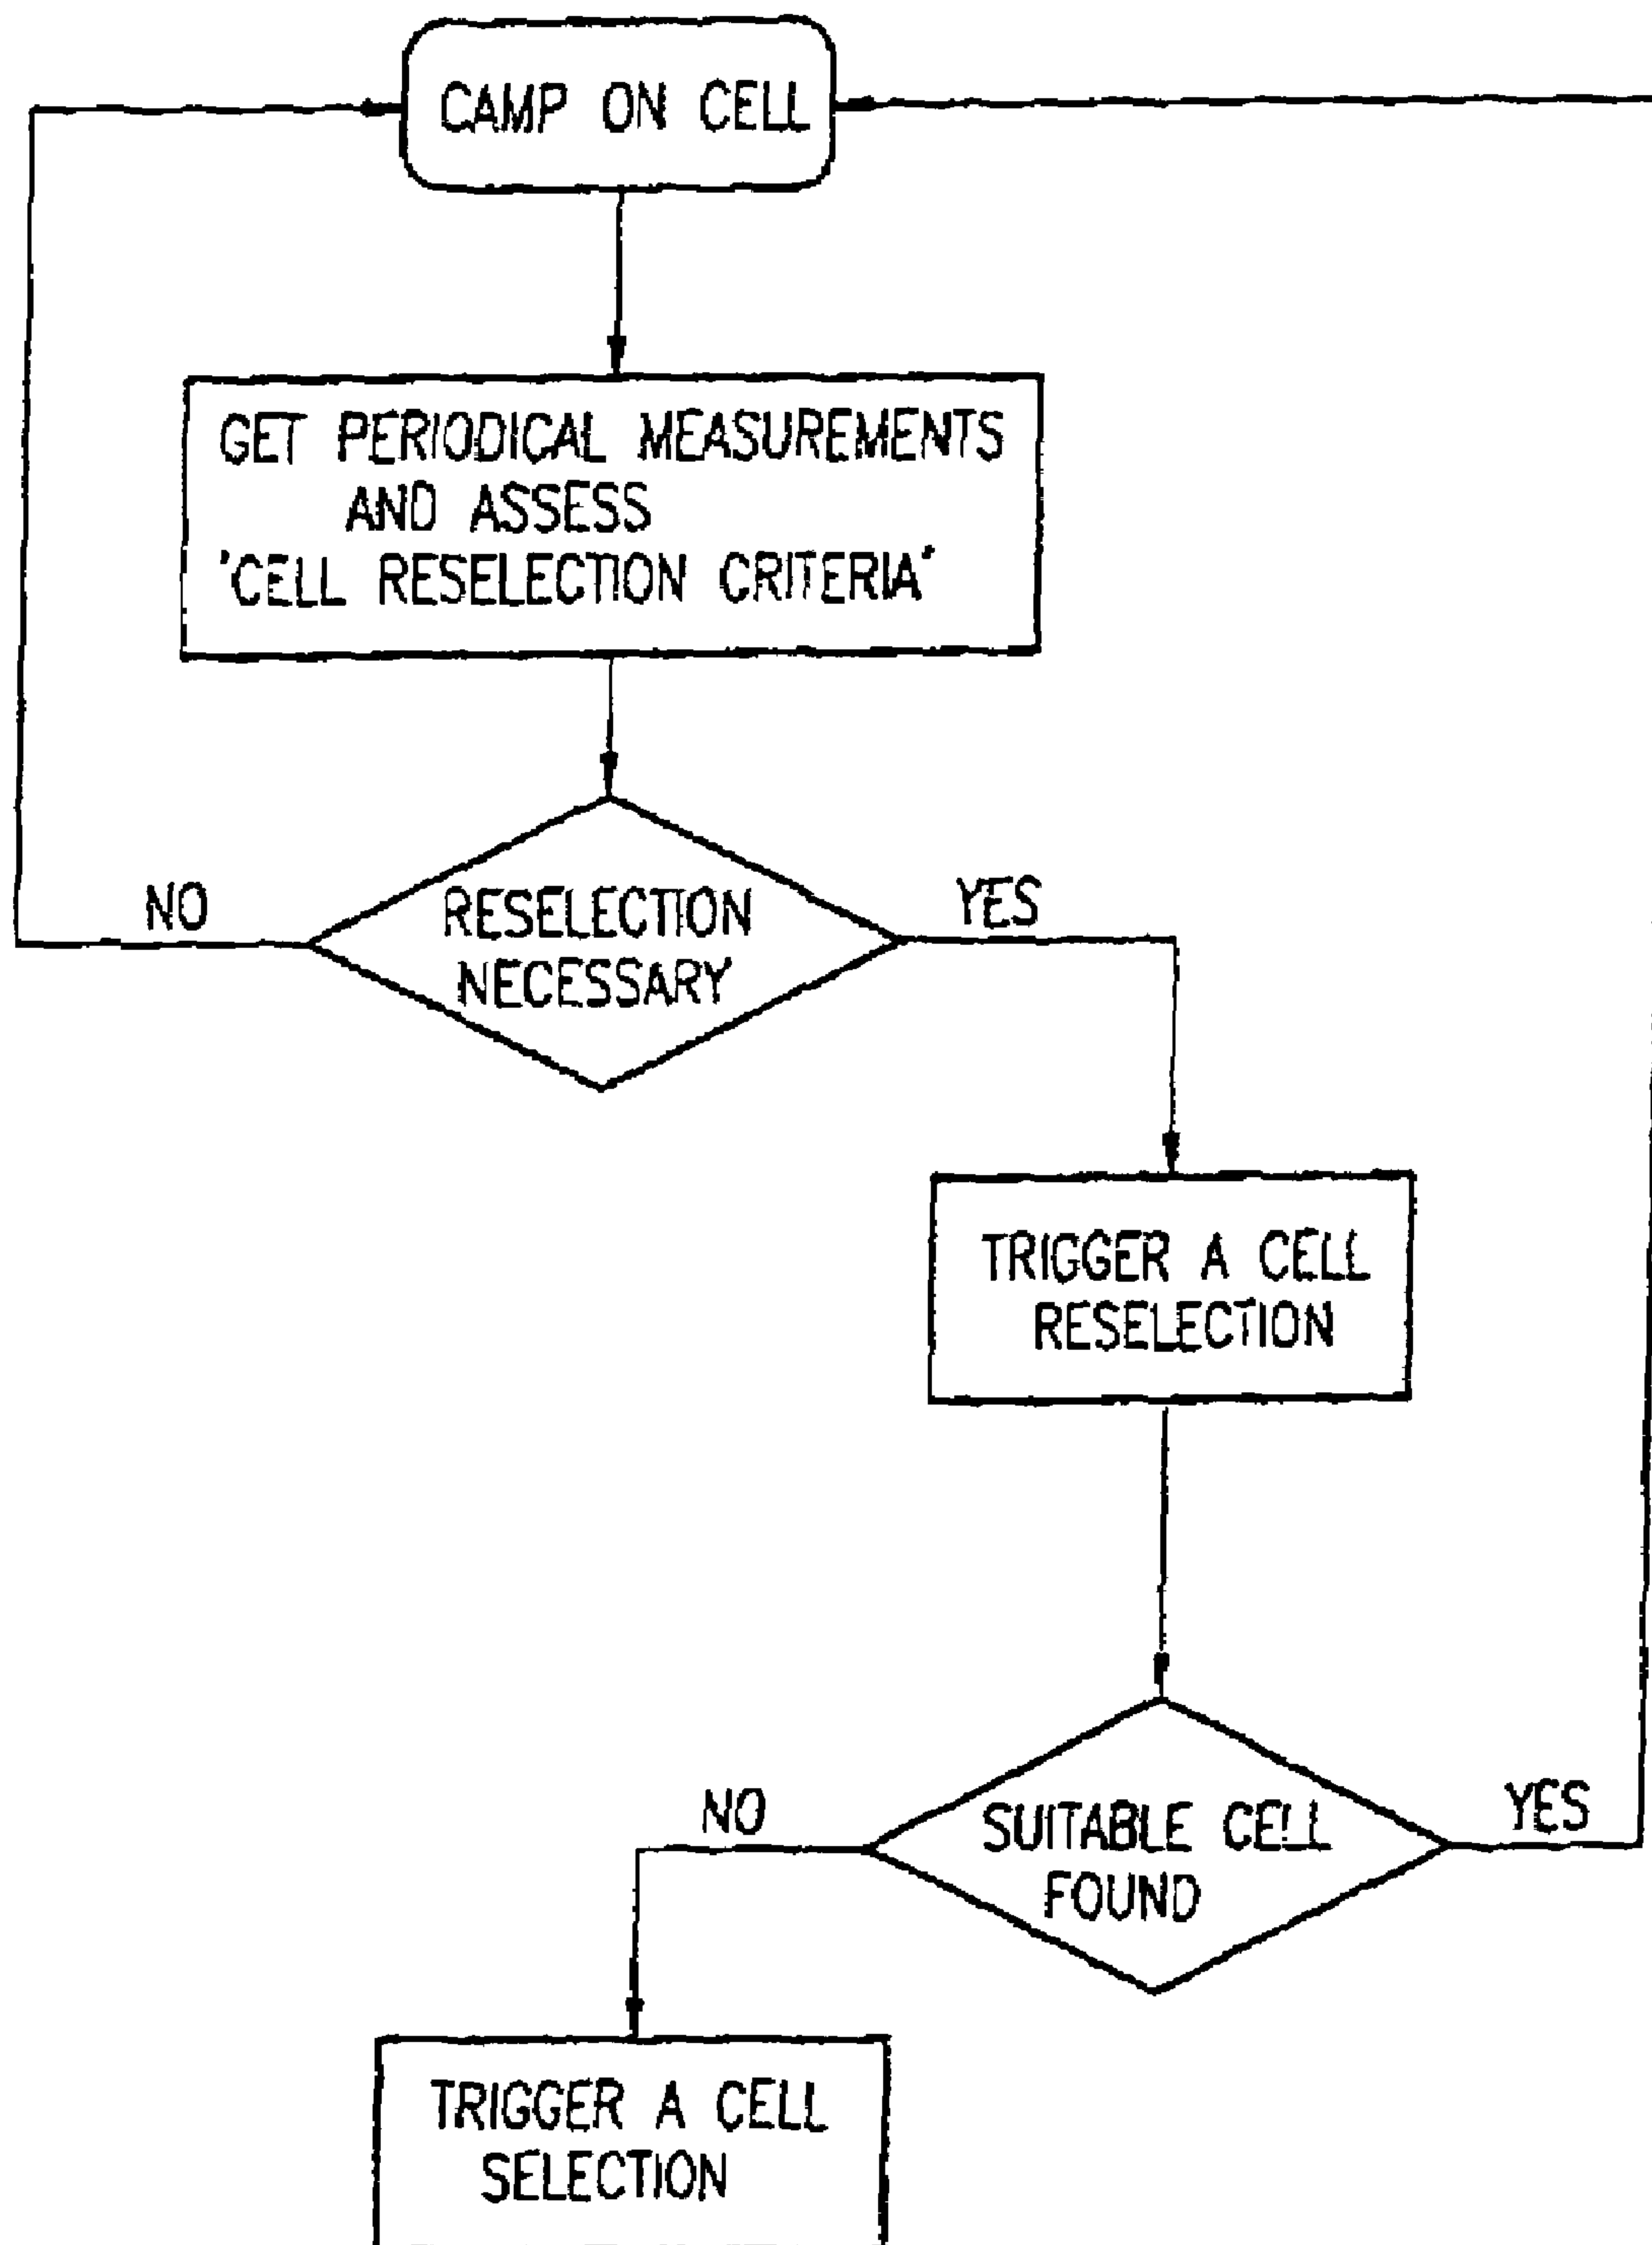 CAMP ON CELL
GET PERIODICAL MEASUREMENTS
AND ASSESS
'CELL RESELECTION CRITERIA'
NO
RESELECTION
NECESSARY
YES
TRIGGER A CELL
RESELECTION
NO
SUITABLE CELL
FOUND
YES
TRIGGER A CELL
SELECTION